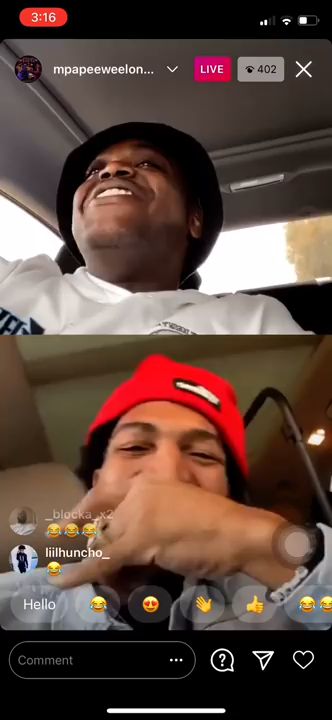 3:16
mpapeeweelon...
LIVE
402
_blocka_x2
😂😂😂
liilhuncho_
😂
Hello 😂 😍 👋 👍 😂😂
Comment